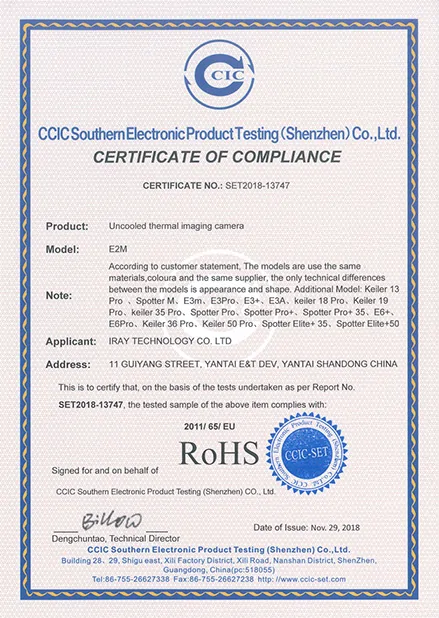 CCIC
CCIC Southern Electronic Product Testing (Shenzhen) Co., Ltd.
CERTIFICATE OF COMPLIANCE
CERTIFICATE NO.: SET2018-13747
Product: Uncooled thermal imaging camera
Model: E2M
According to customer statement, The models are use the same
materials,coloura and the same supplier, the only technical differences
between the models is appearance and shape. Additional Model: Keiler 13
Note: Pro 、 Spotter M、 E3m、 E3Pro、 E3+、 E3A、 keiler 18 Pro、 Keiler 19
Pro、 keiler 35 Pro、 Spotter Pro、 Spotter Pro+、 Spotter Pro+ 35、 E6+、
E6Pro、 Keiler 36 Pro、 Keiler 50 Pro、 Spotter Elite+ 35、 Spotter Elite+50
Applicant: IRAY TECHNOLOGY CO. LTD
Address: 11 GUIYANG STREET, YANTAI E&T DEV, YANTAI SHANDONG CHINA
This is to certify that, on the basis of the tests undertaken as per Report No.
SET2018-13747, the tested sample of the above item complies with:
2011/ 65/ EU
RoHS
CCIC-SET
Signed for and on behalf of
CCIC Southern Electronic Product Testing (Shenzhen) Co., Ltd.
Dengchuntao, Technical Director
Date of Issue: Nov. 29, 2018
CCIC Southern Electronic Product Testing (Shenzhen) Co.,Ltd.
Building 28、 29, Shigu east, Xili Factory District, Xili Road, Nanshan District, ShenZhen,
Guangdong, China(pc:518055)
Tel:86-755-26627338 Fax:86-755-26627238 http://www.ccic-set.com